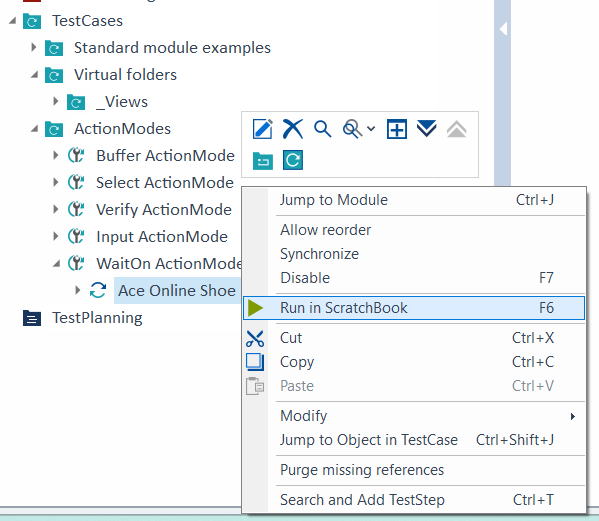 TestCases
Standard module examples
Virtual folders
_Views
ActionModes
Buffer ActionMode
Select ActionMode
Verify ActionMode
Input ActionMode
WaitOn ActionMode
Ace Online Shoe
TestPlanning
Jump to Module Ctrl+J
Allow reorder
Synchronize
Disable F7
Run in ScratchBook F6
Cut Ctrl+X
Copy Ctrl+C
Paste Ctrl+V
Modify
Jump to Object in TestCase Ctrl+Shift+J
Purge missing references
Search and Add TestStep Ctrl+T